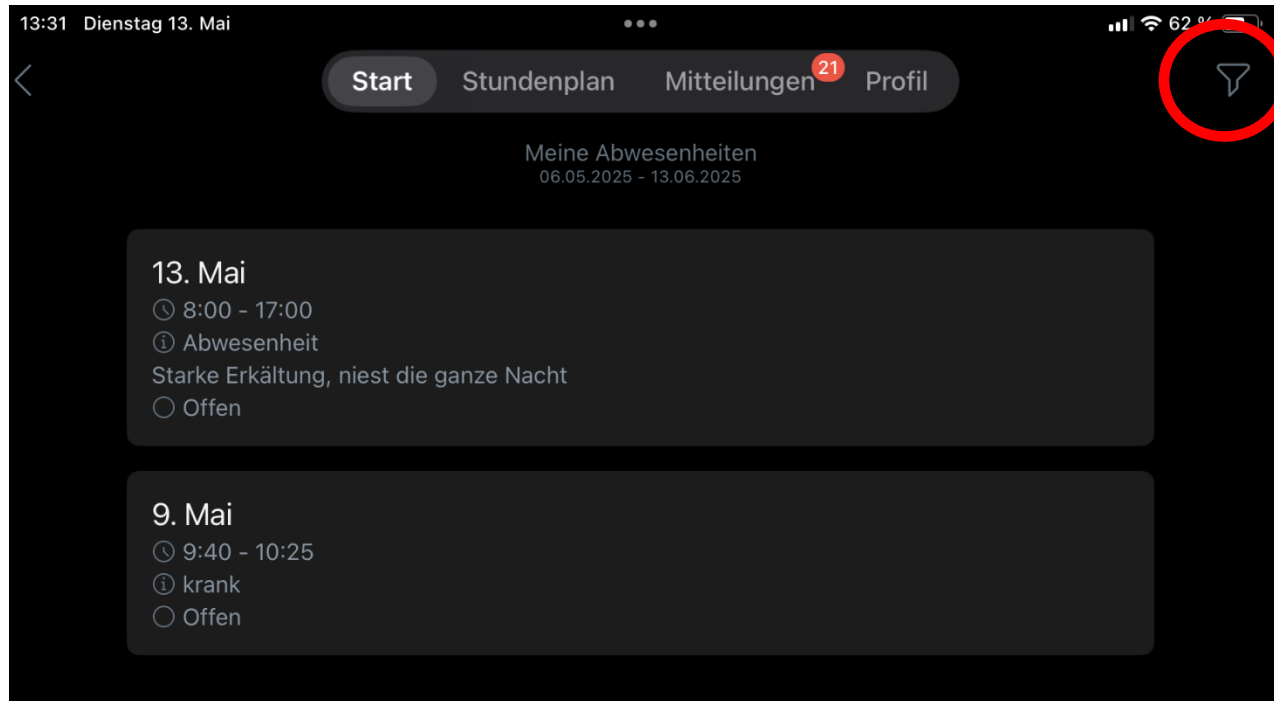 13:31 Dienstag 13. Mai 62 %
Start Stundenplan Mitteilungen 21 Profil
Meine Abwesenheiten
06.05.2025 - 13.06.2025
13. Mai
8:00 - 17:00
Abwesenheit
Starke Erkältung, niest die ganze Nacht
Offen
9. Mai
9:40 - 10:25
krank
Offen